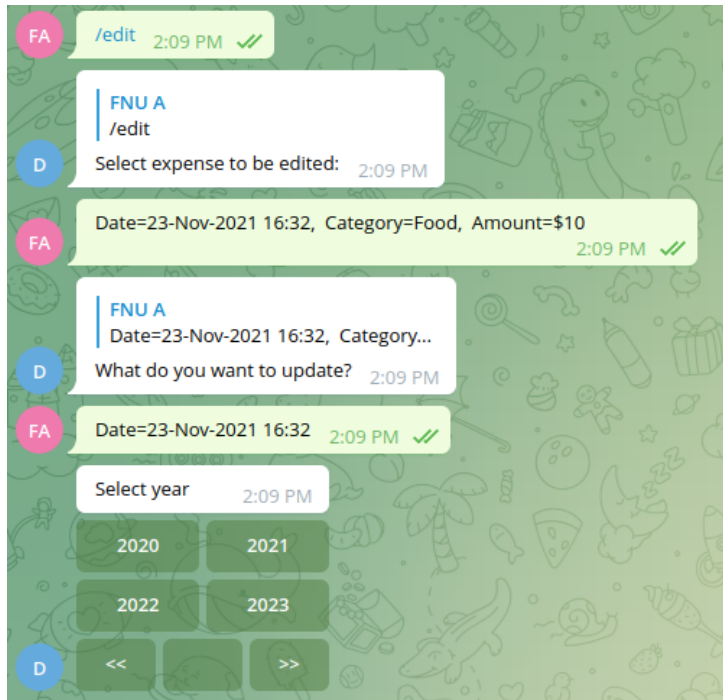 FA
/edit 2:09 PM
FNU A
/edit
D
Select expense to be edited: 2:09 PM
Date=23-Nov-2021 16:32, Category=Food, Amount=$10
FA
2:09 PM
FNU A
Date=23-Nov-2021 16:32, Category...
D
What do you want to update? 2:09 PM
FA
Date=23-Nov-2021 16:32 2:09 PM
Select year 2:09 PM
2020 2021
2022 2023
D
<< >>